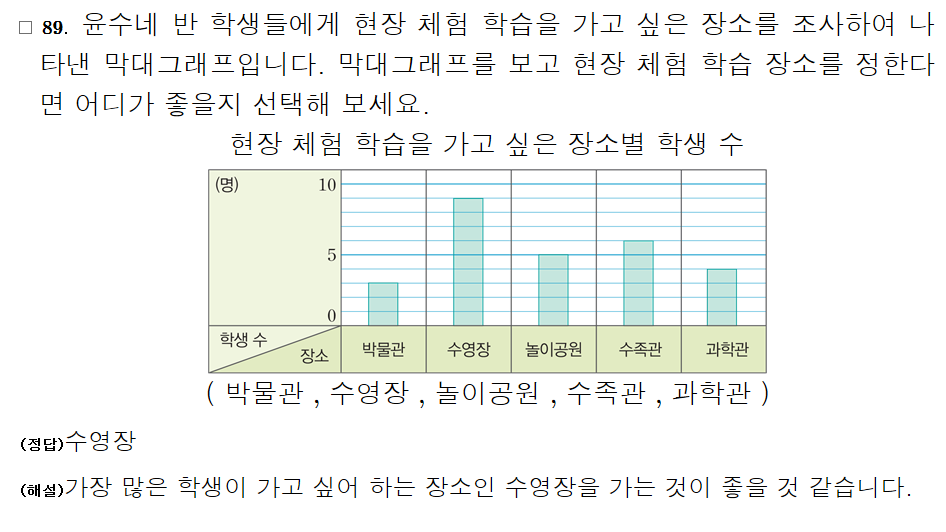 □ 89. 윤수네 반 학생들에게 현장 체험 학습을 가고 싶은 장소를 조사하여 나
타낸 막대그래프입니다. 막대그래프를 보고 현장 체험 학습 장소를 정한다
면 어디가 좋을지 선택해 보세요.
현장 체험 학습을 가고 싶은 장소별 학생 수
(명) 10
5
0
학생 수
장소 박물관 수영장 놀이공원 수족관 과학관
( 박물관 , 수영장 , 놀이공원 , 수족관 , 과학관 )
(정답)수영장
(해설)가장 많은 학생이 가고 싶어 하는 장소인 수영장을 가는 것이 좋을 것 같습니다.